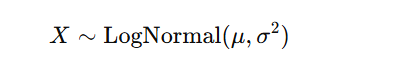 X ∼ LogNormal(μ, σ²)